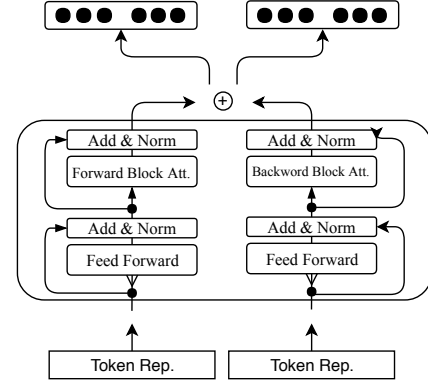 +
Add & Norm Add & Norm
Forward Block Att. Backword Block Att.
Add & Norm Add & Norm
Feed Forward Feed Forward
Token Rep. Token Rep.